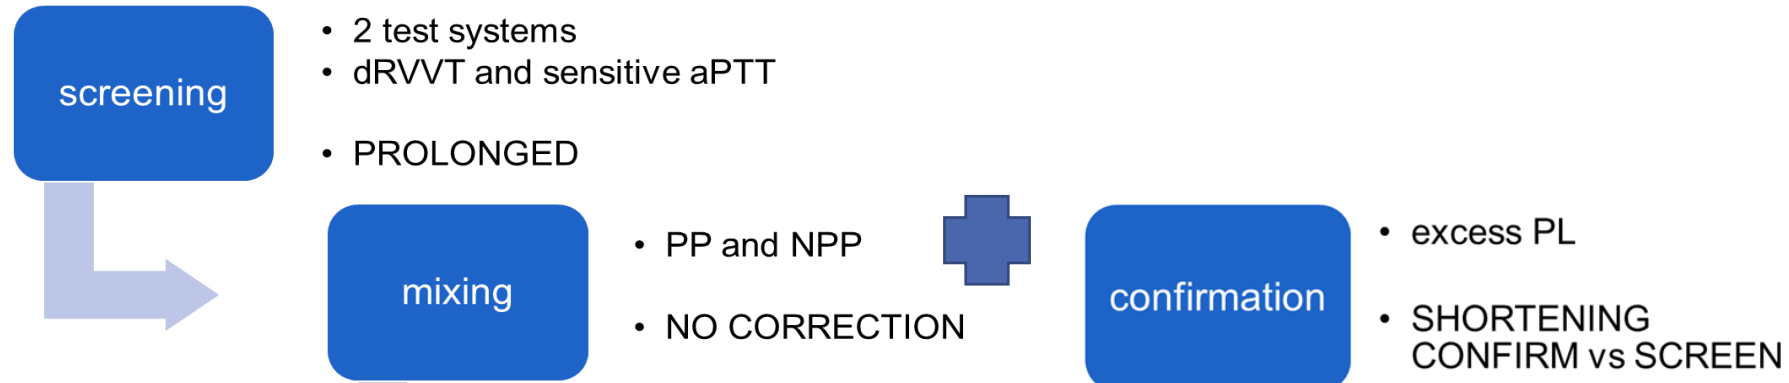 screening
• 2 test systems
• dRVVT and sensitive aPTT
• PROLONGED
mixing
• PP and NPP
• NO CORRECTION
confirmation
• excess PL
• SHORTENING
CONFIRM vs SCREEN